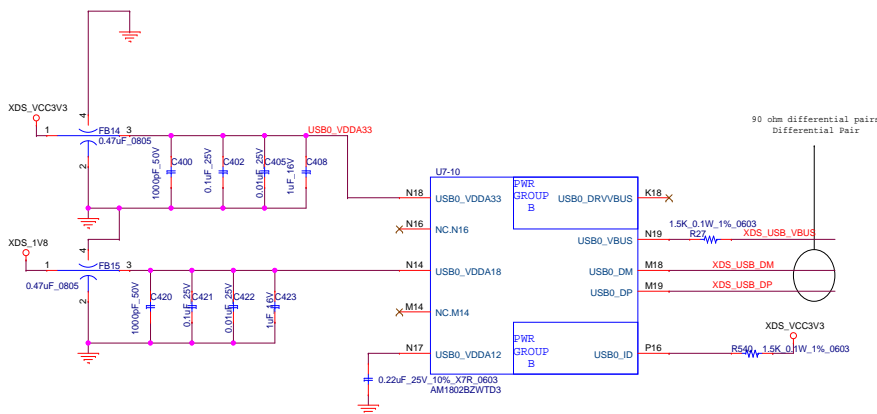 90 ohm differential pairs
Differential Pair
XDS_VCC3V3
4
1
FB14
3
0.47uF_0805
2
USB0_VDDA33
1000pF_50V
C400
0.1uF_25V
C402
0.01uF_25V
C405
1uF_16V
C408
U7-10
PWR
GROUP
B
N18
USB0_VDDA33
USB0_DRVVBUS
K18
N16
NC.N16
USB0_VBUS
N19
1.5K_0.1W_1%_0603
R27
XDS_USB_VBUS
XDS_1V8
4
1
FB15
3
0.47uF_0805
2
N14
USB0_VDDA18
USB0_DM
M18
XDS_USB_DM
USB0_DP
M19
XDS_USB_DP
1000pF_50V
C420
0.1uF_25V
C421
0.01uF_25V
C422
1uF_16V
C423
M14
NC.M14
XDS_VCC3V3
PWR
GROUP
B
N17
USB0_VDDA12
USB0_ID
P16
R540
1.5K_0.1W_1%_0603
0.22uF_25V_10%_X7R_0603
AM1802BZWTD3